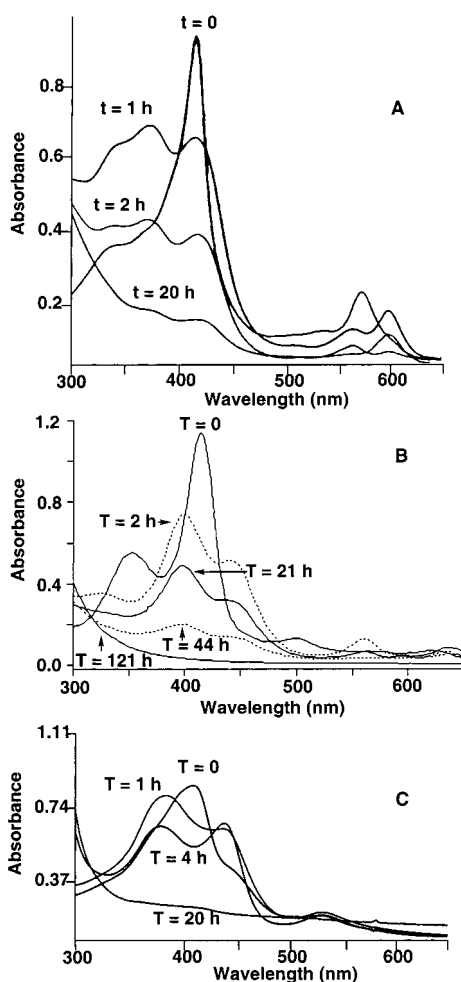 t = 0
A
0.8
t = 1 h
0.6
Absorbance
0.4
t = 2 h
0.2
t = 20 h
300 400 500 600
Wavelength (nm)
1.2
T = 0
B
0.8
Absorbance
T = 2 h
T = 21 h
0.4
T = 44 h
0.0
T = 121 h
300 400 500 600
Wavelength (nm)
1.11
C
T = 0
T = 1 h
0.74
Absorbance
T = 4 h
0.37
T = 20 h
300 400 500 600
Wavelength (nm)